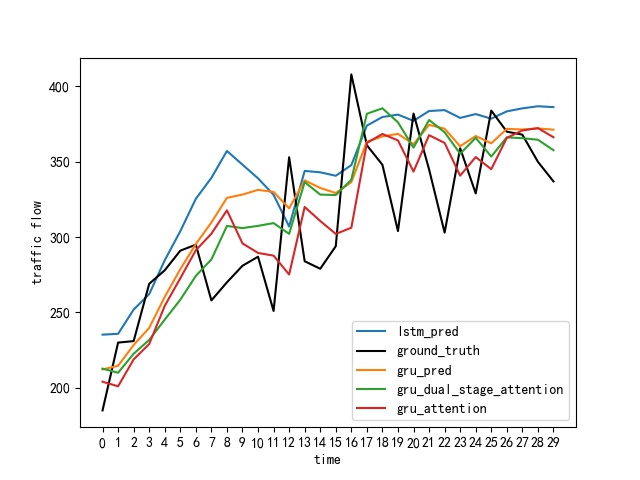 400
350
300
250
200
traffic flow
0 1 2 3 4 5 6 7 8 9 10 11 12 13 14 15 16 17 18 19 20 21 22 23 24 25 26 27 28 29
time
lstm_pred
ground_truth
gru_pred
gru_dual_stage_attention
gru_attention